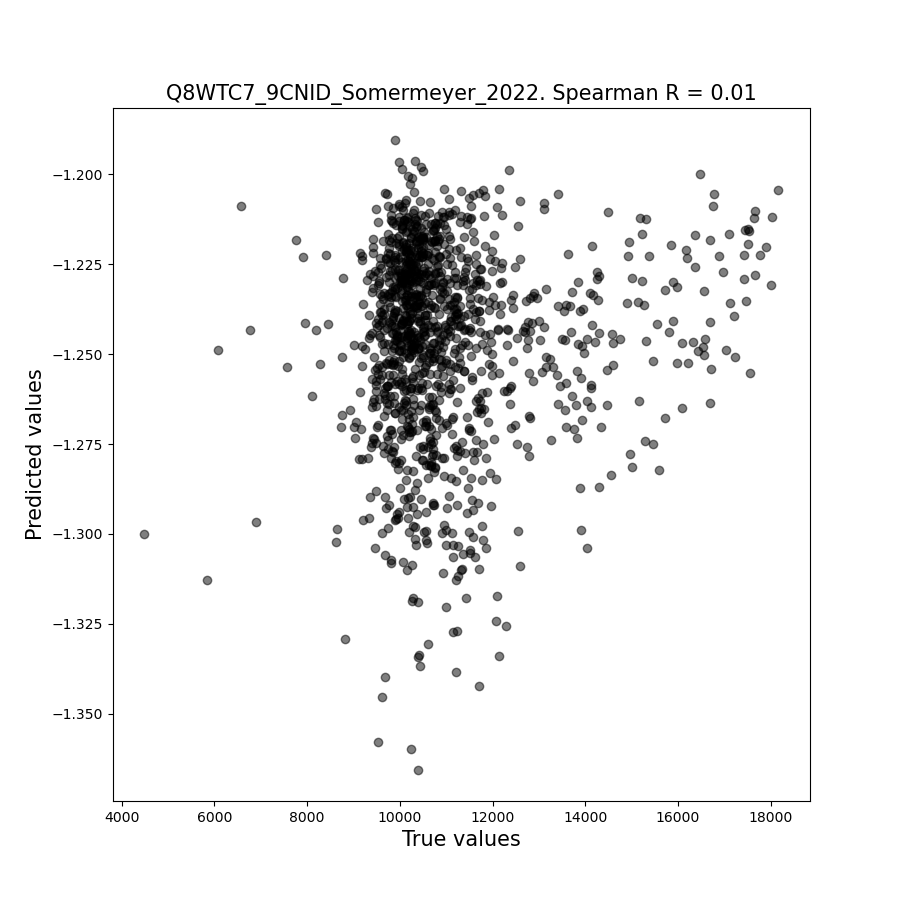 Q8WTC7_9CNID_Somermeyer_2022. Spearman R = 0.01
Predicted values
−1.200
−1.225
−1.250
−1.275
−1.300
−1.325
−1.350
4000 6000 8000 10000 12000 14000 16000 18000
True values